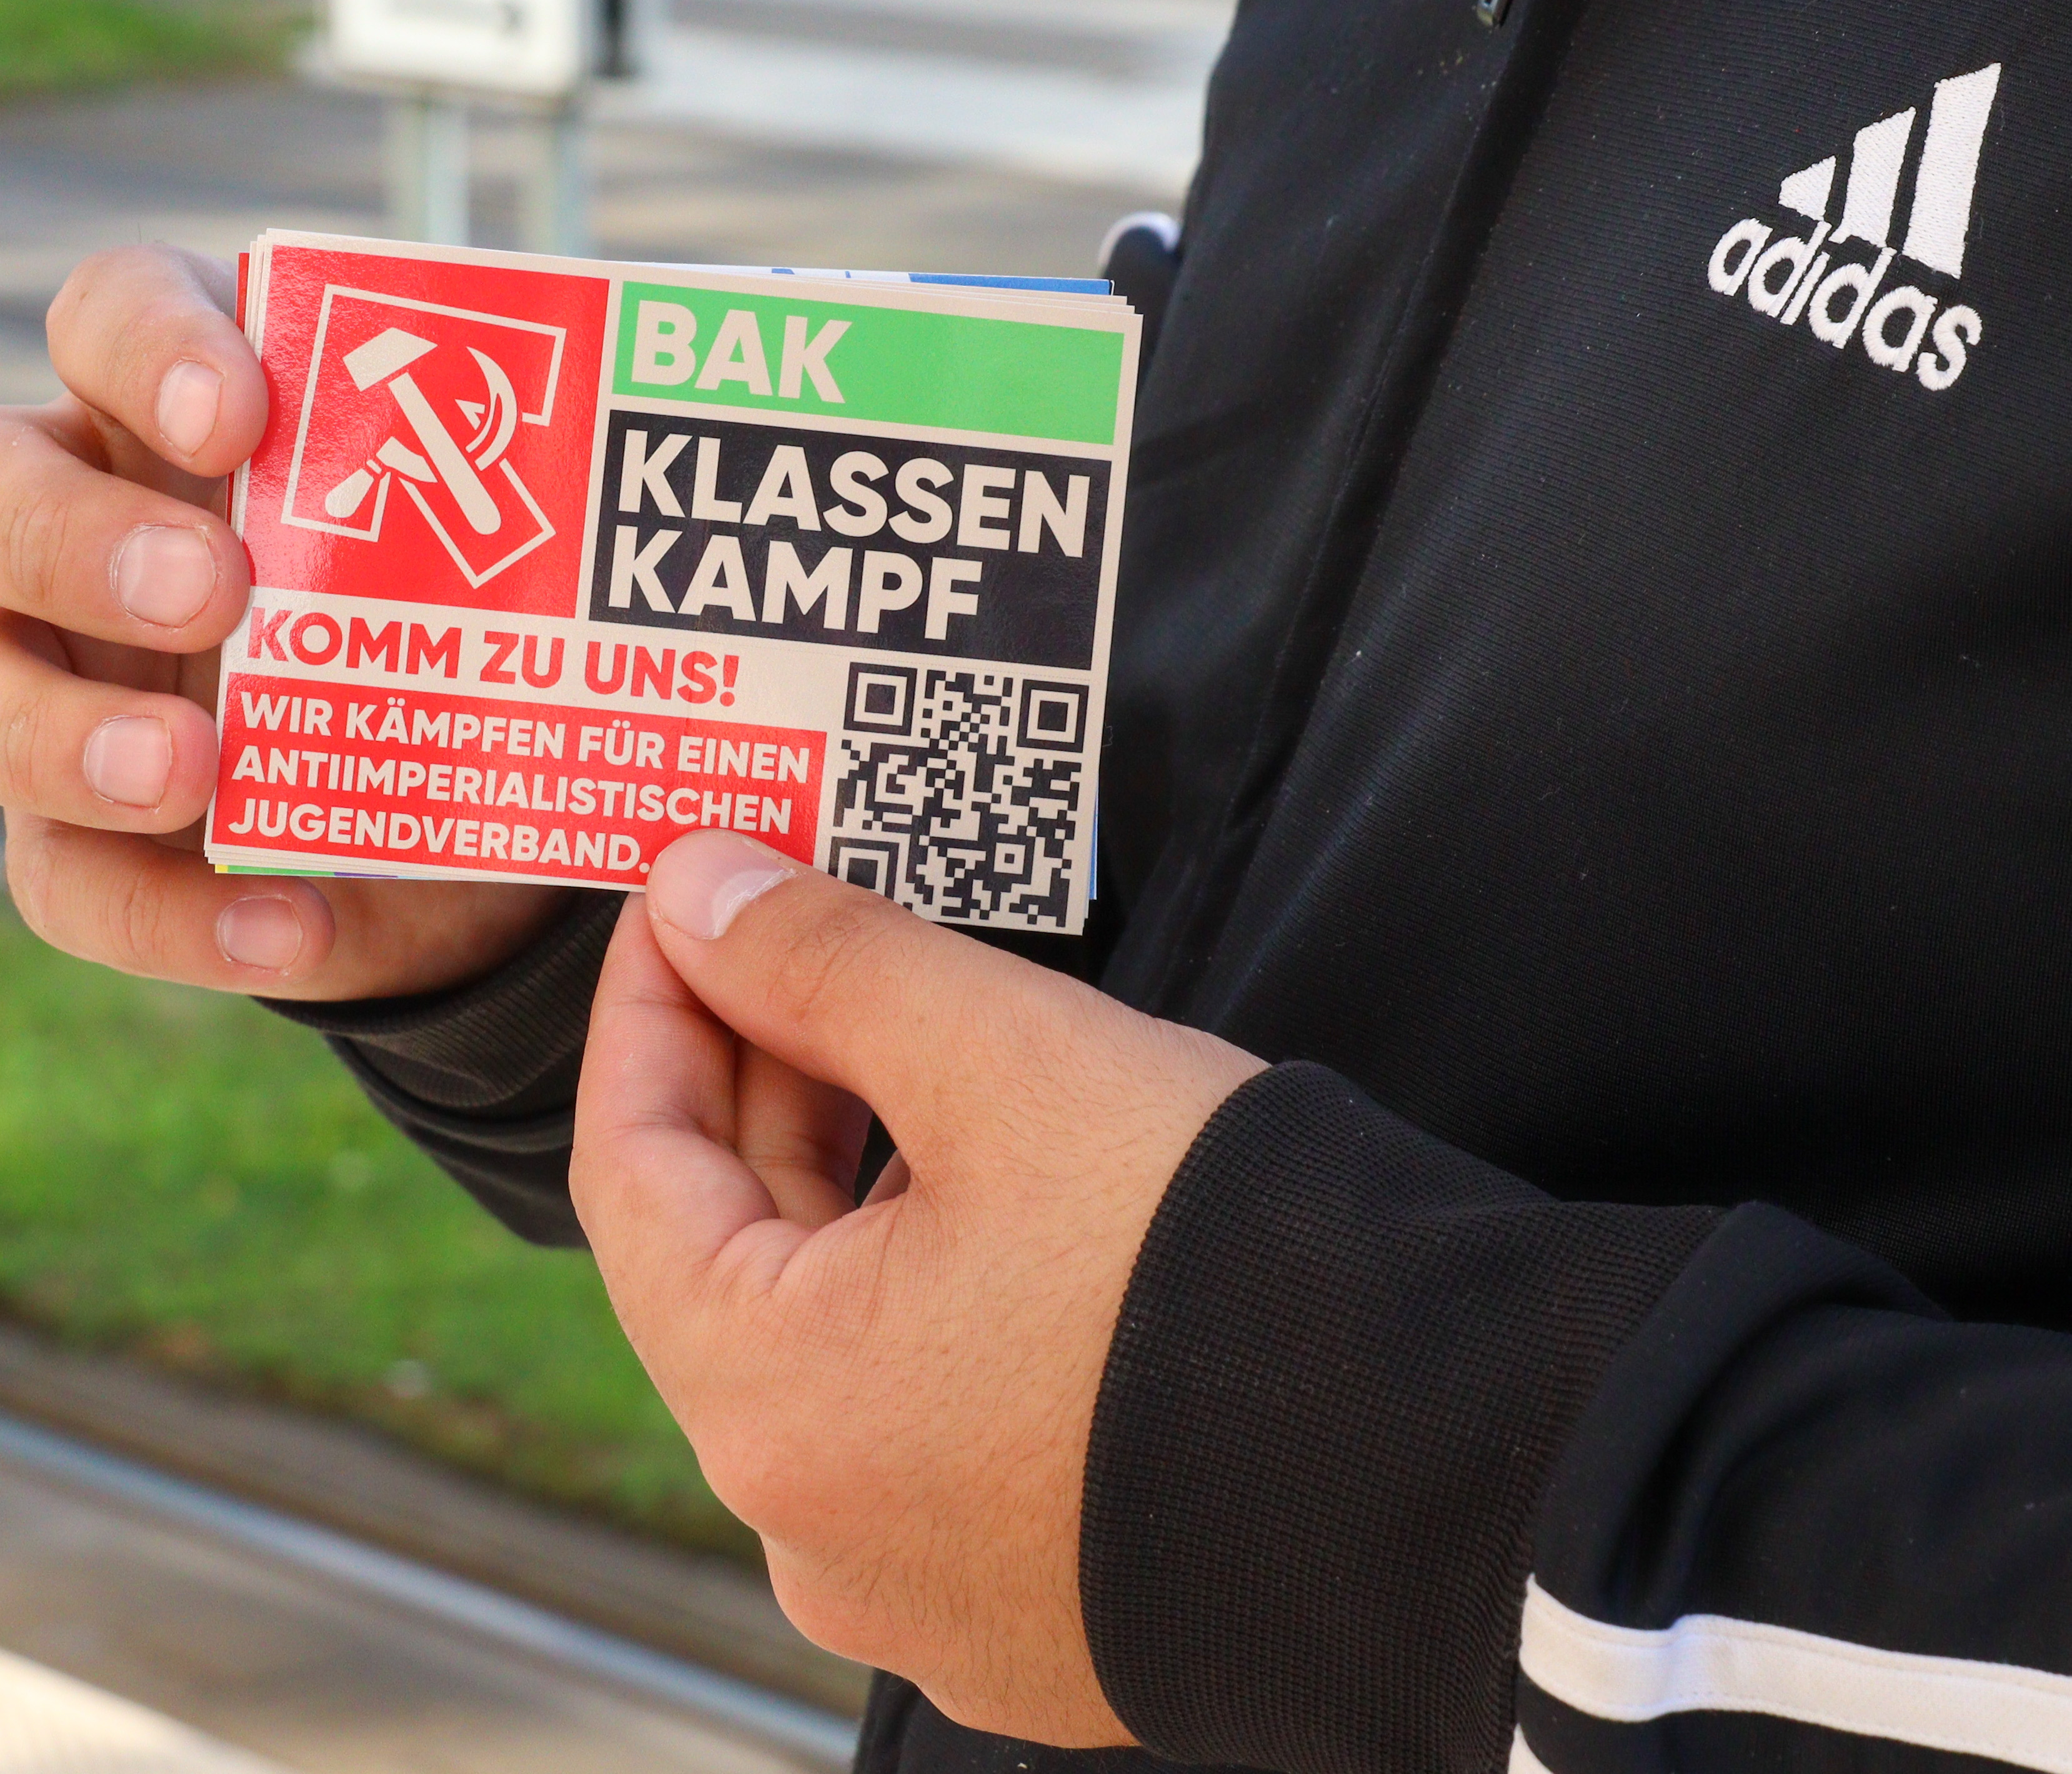 BAK
KLASSEN
KAMPF
KOMM ZU UNS!
WIR KÄMPFEN FÜR EINEN
ANTIIMPERIALISTISCHEN
JUGENDVERBAND.
adidas